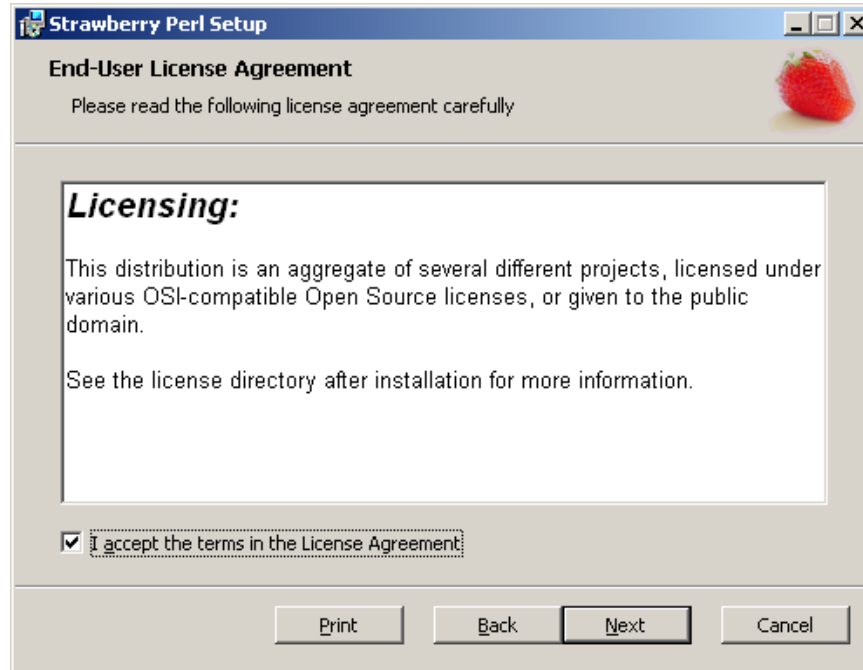 Strawberry Perl Setup
End-User License Agreement
Please read the following license agreement carefully
Licensing:
This distribution is an aggregate of several different projects, licensed under
various OSI-compatible Open Source licenses, or given to the public
domain.
See the license directory after installation for more information.
I accept the terms in the License Agreement
Print Back Next Cancel